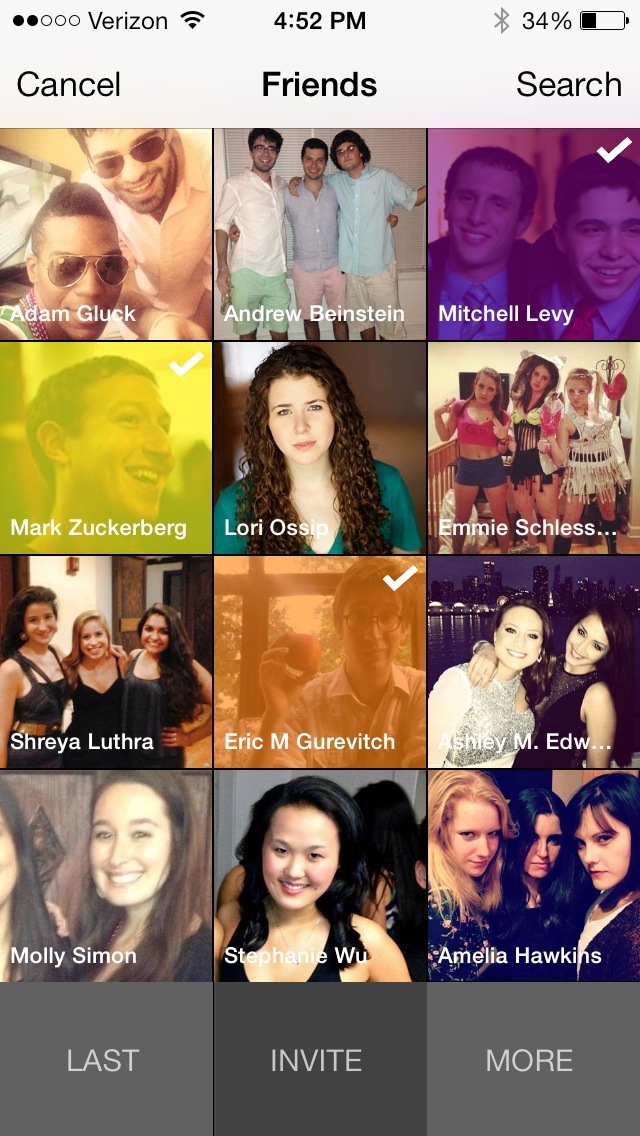 Verizon 4:52 PM 34%
Cancel Friends Search
Adam Gluck Andrew Beinstein Mitchell Levy
Mark Zuckerberg Lori Ossip Emmie Schless...
Shreya Luthra Eric M Gurevitch Ashley M. Edw...
Molly Simon Stephanie Wu Amelia Hawkins
LAST INVITE MORE